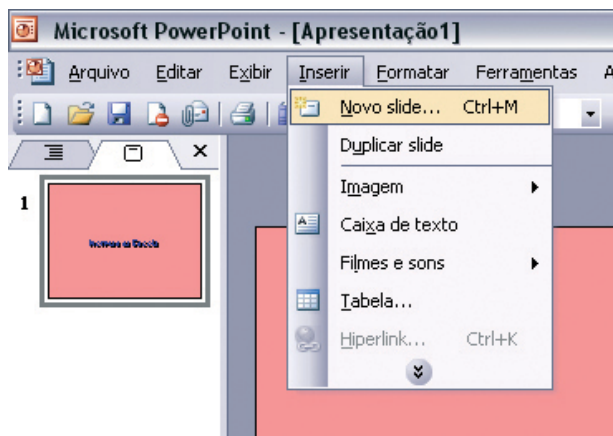 Microsoft PowerPoint - [Apresentação1]
Arquivo Editar Exibir Inserir Formatar Ferramentas A
Novo slide... Ctrl+M
Duplicar slide
Imagem
Caixa de texto
Filmes e sons
Tabela...
Hiperlink... Ctrl+K
1